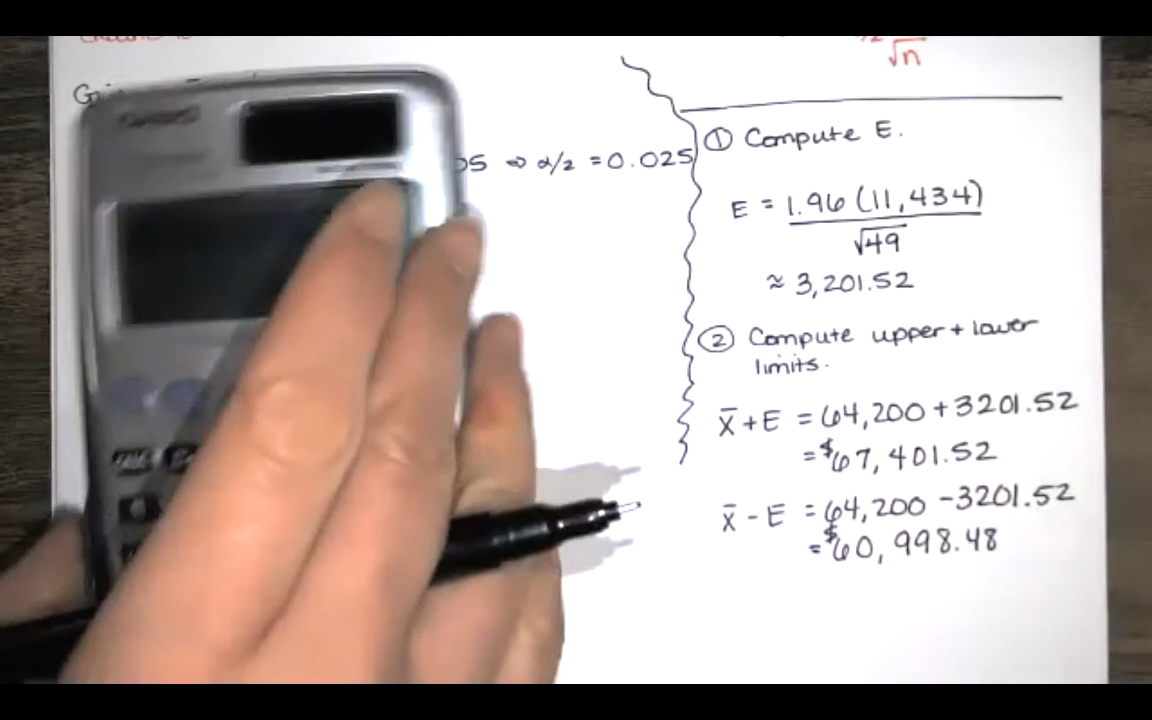 √n
① Compute E.
05 ⇒ α/2 = 0.025
E = 1.96 (11,434)
√49
≈ 3,201.52
② Compute upper + lower
limits.
x̄ + E = 64,200 + 3201.52
= $67,401.52
x̄ - E = 64,200 - 3201.52
= $60,998.48